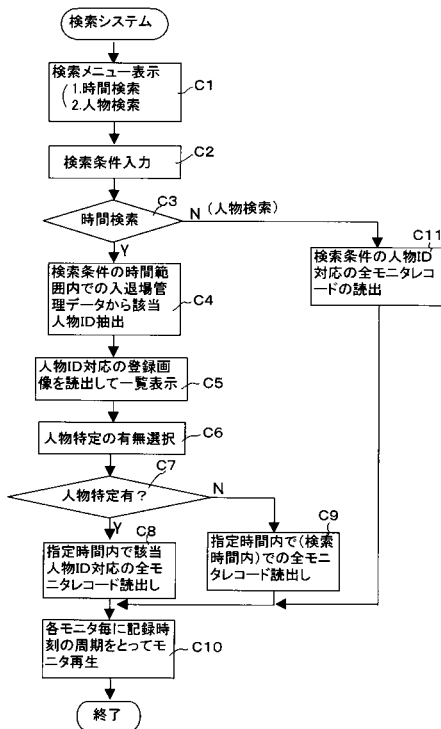 検索システム
検索メニュー表示
1.時間検索
2.人物検索
C1
検索条件入力
C2
時間検索
C3
N (人物検索)
Y
検索条件の時間範
囲内での入退場管
理データから該当
人物ID抽出
C4
C11
検索条件の人物ID
対応の全モニタレコ
ードの読出
人物ID対応の登録画
像を読出して一覧表示
C5
人物特定の有無選択
C6
人物特定有?
C7
N
Y
C8
指定時間内で該当
人物ID対応の全モ
ニタレコード読出し
C9
指定時間内で(検索
時間内)での全モニ
タレコード読出し
各モニタ毎に記録時
刻の周期をとってモ
ニタ再生
C10
終了